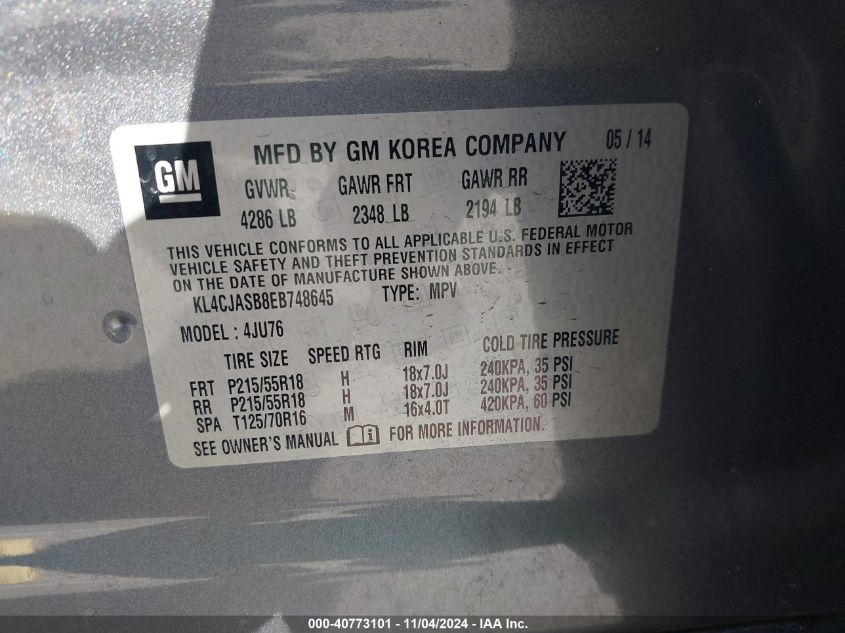 GM
MFD BY GM KOREA COMPANY 05 / 14
GVWR GAWR FRT GAWR RR
4286 LB 2348 LB 2194 LB
THIS VEHICLE CONFORMS TO ALL APPLICABLE U.S. FEDERAL MOTOR
VEHICLE SAFETY AND THEFT PREVENTION STANDARDS IN EFFECT
ON THE DATE OF MANUFACTURE SHOWN ABOVE.
KL4CJASB8EB748645 TYPE: MPV
MODEL : 4JU76
TIRE SIZE SPEED RTG RIM COLD TIRE PRESSURE
FRT P215/55R18 H 18x7.0J 240KPA, 35 PSI
RR P215/55R18 H 18x7.0J 240KPA, 35 PSI
SPA T125/70R16 M 16x4.0T 420KPA, 60 PSI
SEE OWNER'S MANUAL FOR MORE INFORMATION.
000-40773101 - 11/04/2024 - IAA Inc.